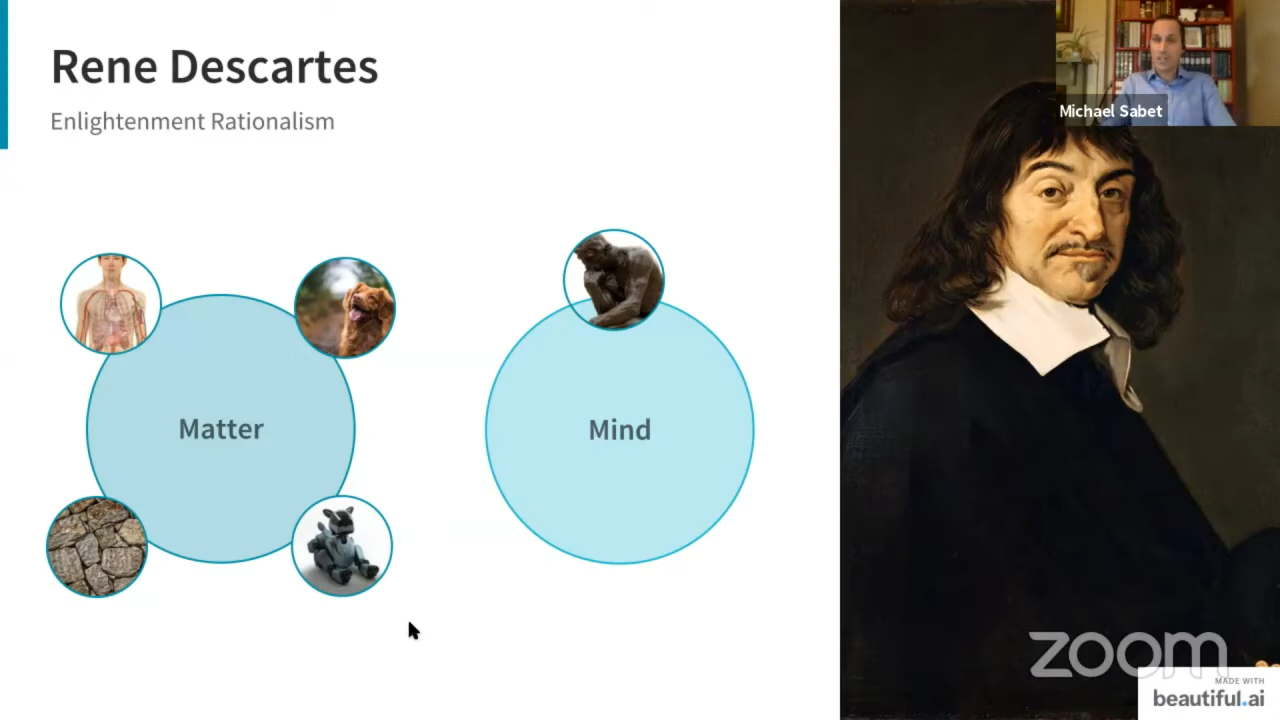 Rene Descartes
Enlightenment Rationalism
Michael Sabet
Matter
Mind
zoom
MADE WITH
beautiful.ai